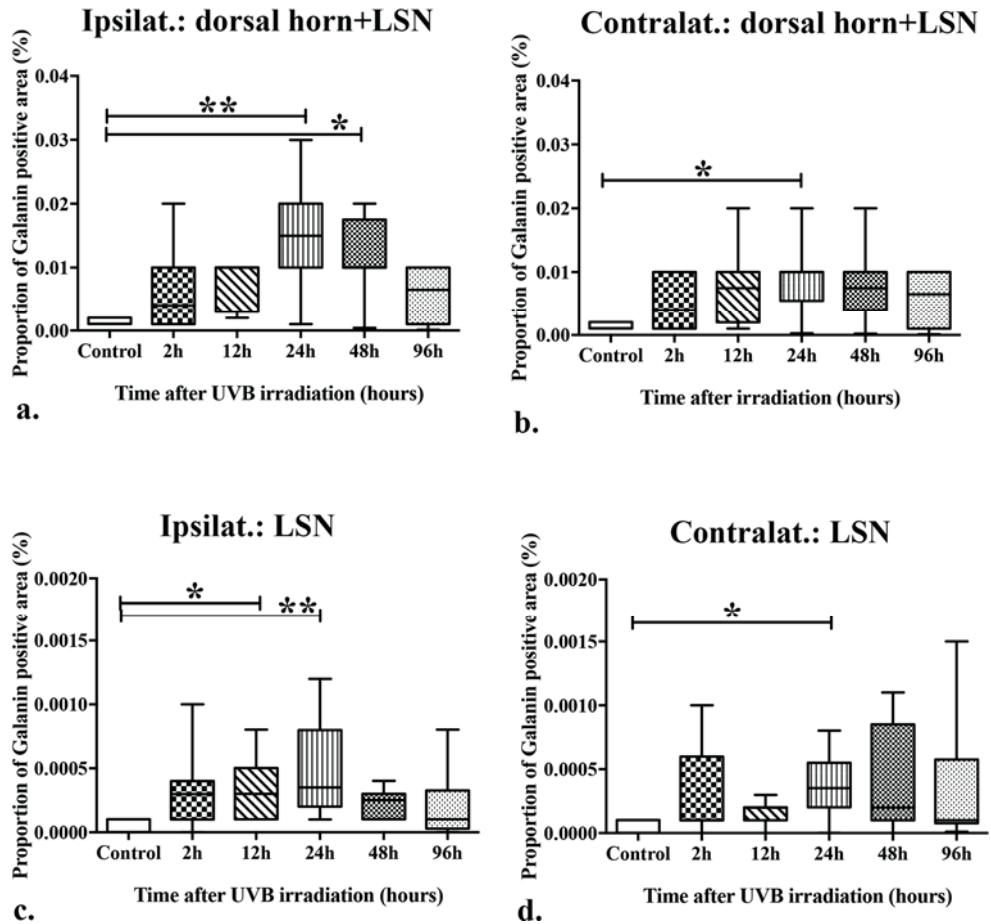 Ipsilat.: dorsal horn+LSN
Proportion of Galanin positive area (%)
0.04
0.03
0.02
0.01
0.00
**
*
Control 2h 12h 24h 48h 96h
Time after UVB irradiation (hours)
a.
Contralat.: dorsal horn+LSN
Proportion of Galanin positive area (%)
0.04
0.03
0.02
0.01
0.00
*
Control 2h 12h 24h 48h 96h
Time after irradiation (hours)
b.
Ipsilat.: LSN
Proportion of Galanin positive area (%)
0.0020
0.0015
0.0010
0.0005
0.0000
*
**
Control 2h 12h 24h 48h 96h
Time after UVB irradiation (hours)
c.
Contralat.: LSN
Proportion of Galanin positive area (%)
0.0020
0.0015
0.0010
0.0005
0.0000
*
Control 2h 12h 24h 48h 96h
Time after UVB irradiation (hours)
d.